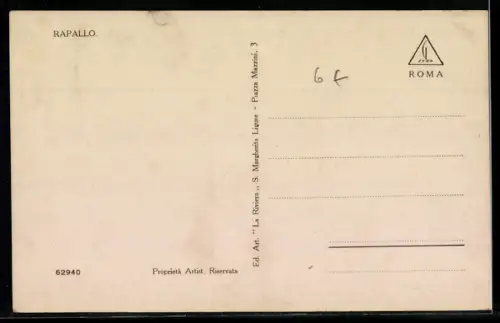 RAPALLO.
62940
Proprietà Artist. Riservata
Ed. Art. "La Riviera„ S. Margherita Ligure - Piazza Mazzini, 3
6 €
ROMA